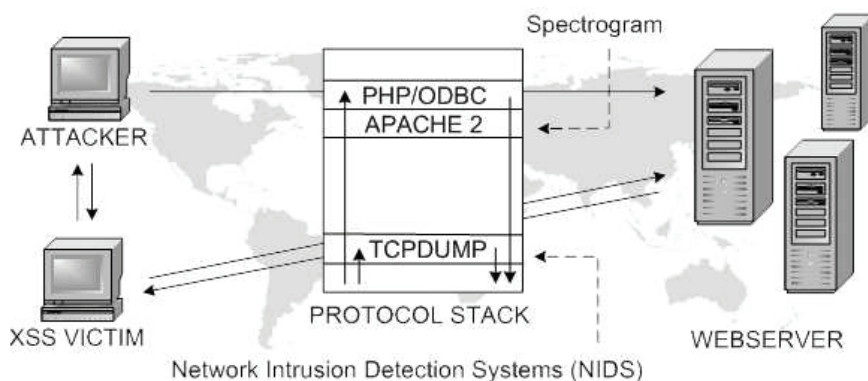 Spectrogram
PHP/ODBC
APACHE 2
ATTACKER
TCPDUMP
XSS VICTIM
PROTOCOL STACK
WEBSERVER
Network Intrusion Detection Systems (NIDS)